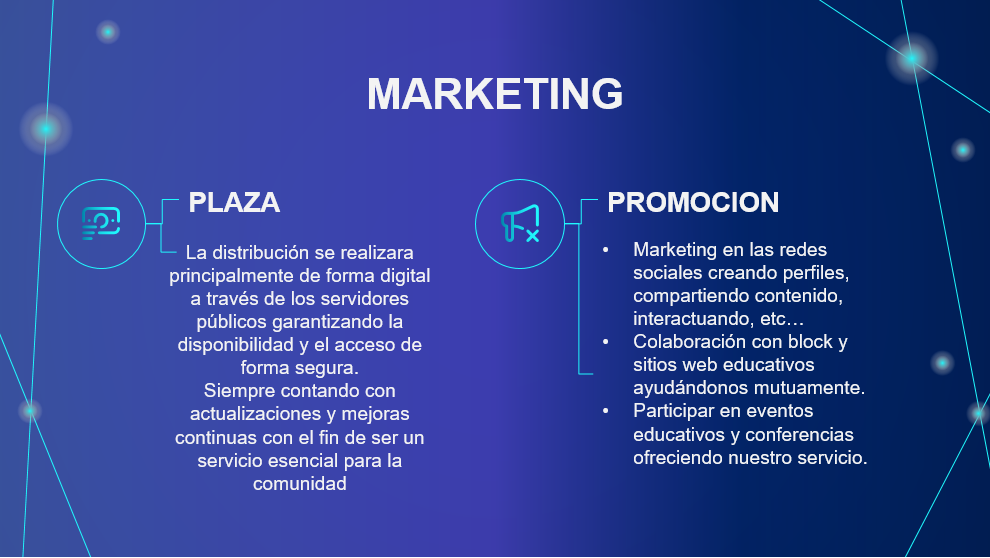 MARKETING
PLAZA
La distribución se realizara
principalmente de forma digital
a través de los servidores
públicos garantizando la
disponibilidad y el acceso de
forma segura.
Siempre contando con
actualizaciones y mejoras
continuas con el fin de ser un
servicio esencial para la
comunidad
PROMOCION
• Marketing en las redes
sociales creando perfiles,
compartiendo contenido,
interactuando, etc…
• Colaboración con block y
sitios web educativos
ayudándonos mutuamente.
• Participar en eventos
educativos y conferencias
ofreciendo nuestro servicio.